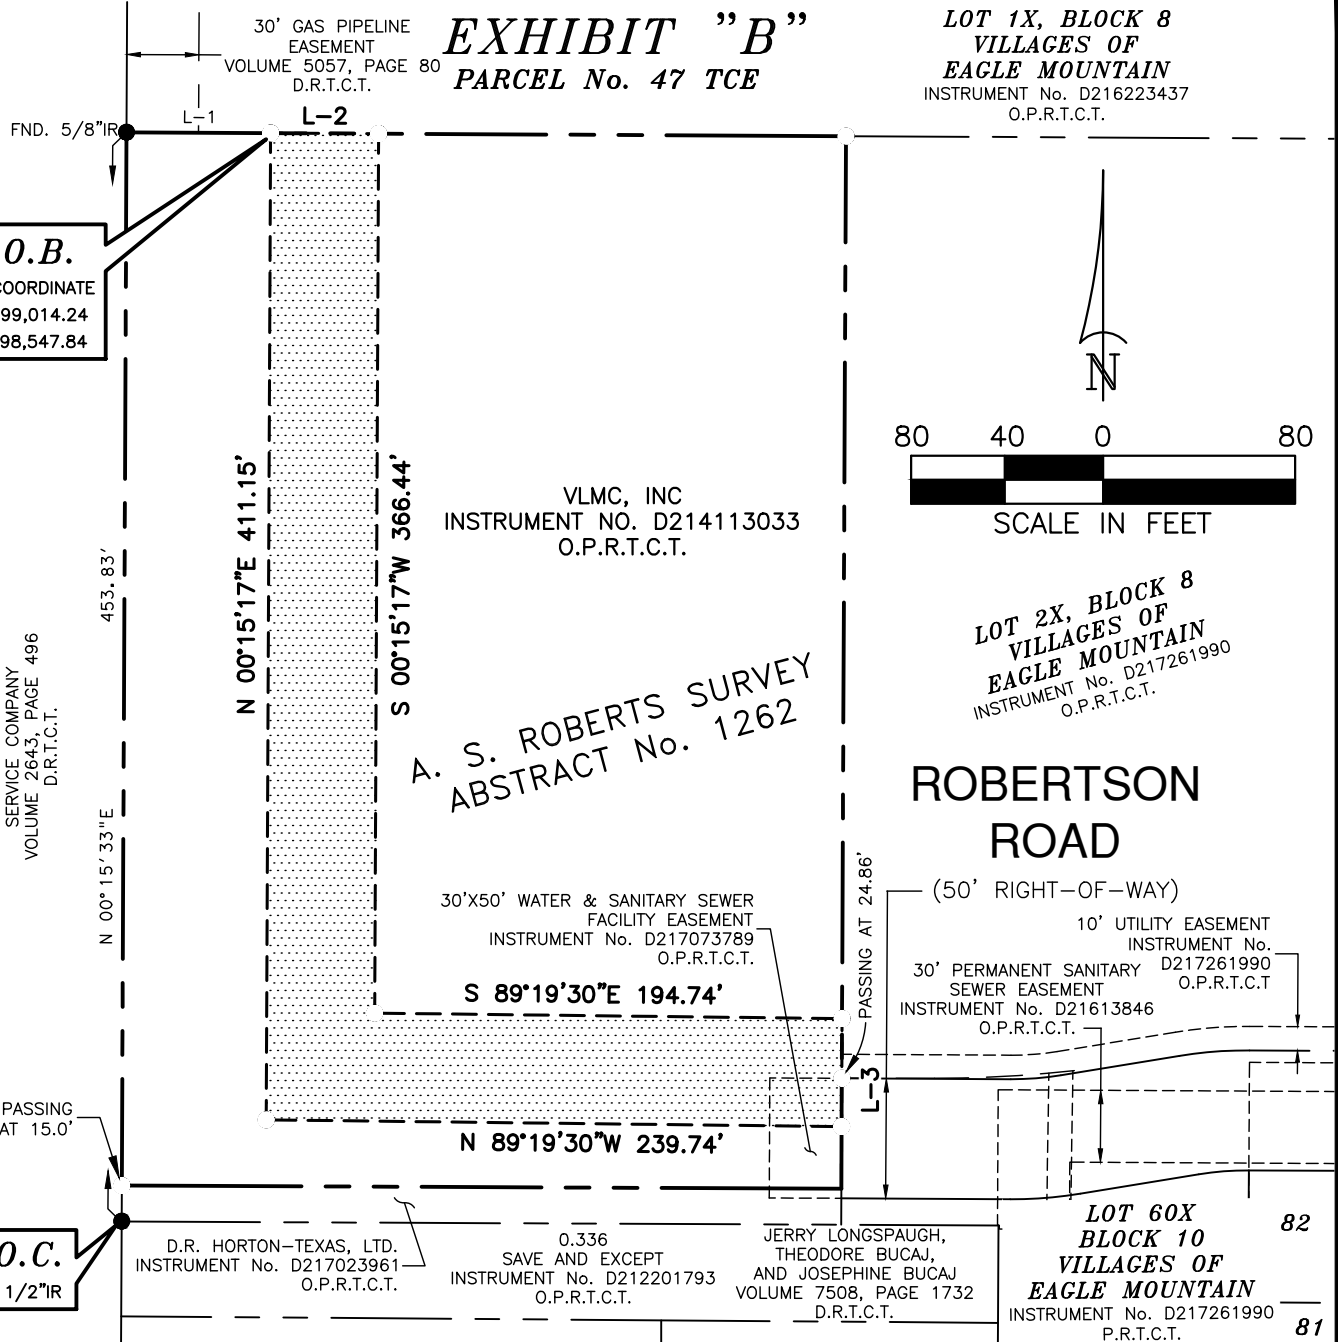 30' GAS PIPELINE
EASEMENT
VOLUME 5057, PAGE 80
D.R.T.C.T.
EXHIBIT "B"
PARCEL No. 47 TCE
LOT 1X, BLOCK 8
VILLAGES OF
EAGLE MOUNTAIN
INSTRUMENT No. D216223437
O.P.R.T.C.T.
FND. 5/8"IR
L-1
L-2
O.B.
COORDINATE
99,014.24
98,547.84
N
80 40 0 80
SCALE IN FEET
N 00°15'17"E 411.15'
S 00°15'17"W 366.44'
VLMC, INC
INSTRUMENT NO. D214113033
O.P.R.T.C.T.
453.83'
N 00°15'33"E
SERVICE COMPANY
VOLUME 2643, PAGE 496
D.R.T.C.T.
LOT 2X, BLOCK 8
VILLAGES OF
EAGLE MOUNTAIN
INSTRUMENT No. D217261990
O.P.R.T.C.T.
A. S. ROBERTS SURVEY
ABSTRACT No. 1262
ROBERTSON
ROAD
(50' RIGHT-OF-WAY)
30'X50' WATER & SANITARY SEWER
FACILITY EASEMENT
INSTRUMENT No. D217073789
O.P.R.T.C.T.
PASSING AT 24.86'
10' UTILITY EASEMENT
INSTRUMENT No.
D217261990
O.P.R.T.C.T
30' PERMANENT SANITARY
SEWER EASEMENT
INSTRUMENT No. D21613846
O.P.R.T.C.T.
S 89°19'30"E 194.74'
L-3
N 89°19'30"W 239.74'
PASSING
AT 15.0'
O.C.
1/2"IR
D.R. HORTON-TEXAS, LTD.
INSTRUMENT No. D217023961
O.P.R.T.C.T.
0.336
SAVE AND EXCEPT
INSTRUMENT No. D212201793
O.P.R.T.C.T.
JERRY LONGSPAUGH,
THEODORE BUCAJ,
AND JOSEPHINE BUCAJ
VOLUME 7508, PAGE 1732
D.R.T.C.T.
LOT 60X
BLOCK 10
VILLAGES OF
EAGLE MOUNTAIN
INSTRUMENT No. D217261990
P.R.T.C.T.
82
81